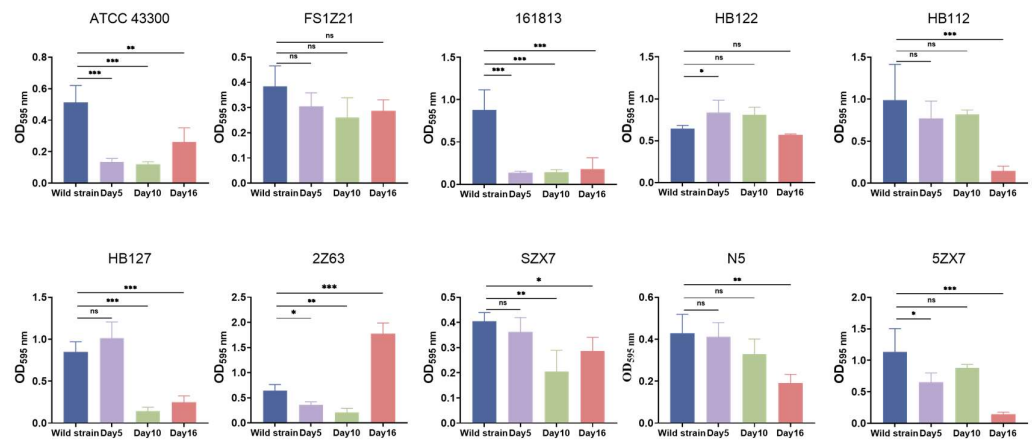 ATCC 43300
**
***
***
OD595 nm
0.8
0.6
0.4
0.2
0.0
Wild strain Day5 Day10 Day16
FS1Z21
ns
ns
ns
OD595 nm
0.5
0.4
0.3
0.2
0.1
0.0
Wild strain Day5 Day10 Day16
161813
***
***
***
OD595 nm
1.5
1.0
0.5
0.0
Wild strain Day5 Day10 Day16
HB122
ns
ns
*
OD595 nm
1.5
1.0
0.5
0.0
Wild strain Day5 Day10 Day16
HB112
***
ns
ns
OD595 nm
1.5
1.0
0.5
0.0
Wild strain Day5 Day10 Day16
HB127
***
***
ns
OD595 nm
1.5
1.0
0.5
0.0
Wild strain Day5 Day10 Day16
2Z63
***
**
*
OD595 nm
2.5
2.0
1.5
1.0
0.5
0.0
Wild strain Day5 Day10 Day16
SZX7
*
**
ns
OD595 nm
0.5
0.4
0.3
0.2
0.1
0.0
Wild strain Day5 Day10 Day16
N5
**
ns
ns
OD595 nm
0.6
0.4
0.2
0.0
Wild strain Day5 Day10 Day16
5ZX7
***
ns
*
OD595 nm
2.0
1.5
1.0
0.5
0.0
Wild strain Day5 Day10 Day16